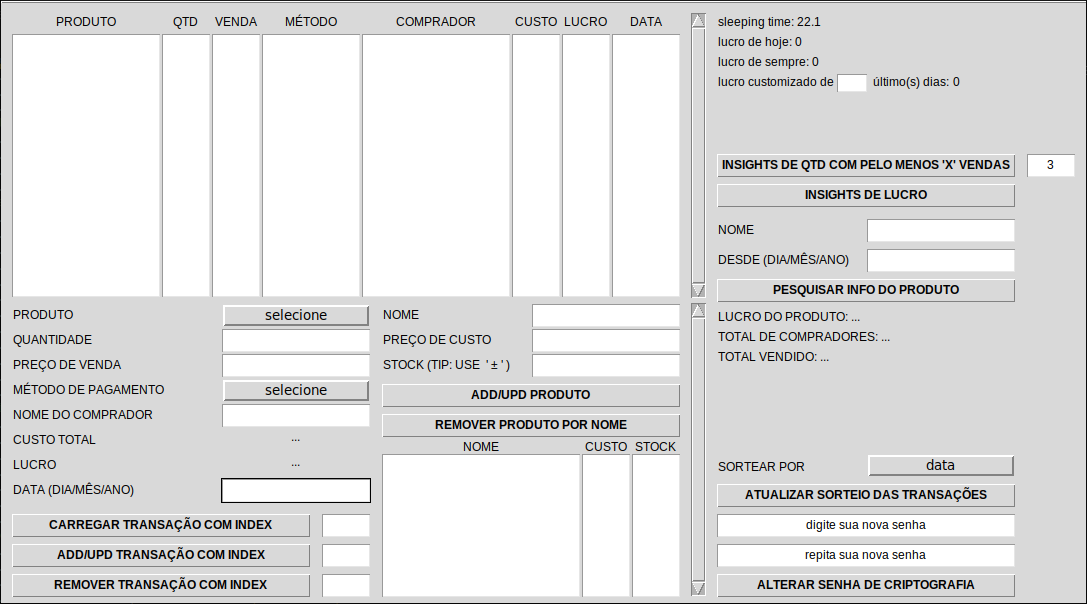 PRODUTO QTD VENDA MÉTODO COMPRADOR CUSTO LUCRO DATA
sleeping time: 22.1
lucro de hoje: 0
lucro de sempre: 0
lucro customizado de último(s) dias: 0
INSIGHTS DE QTD COM PELO MENOS 'X' VENDAS 3
INSIGHTS DE LUCRO
NOME
DESDE (DIA/MÊS/ANO)
PESQUISAR INFO DO PRODUTO
LUCRO DO PRODUTO: ...
TOTAL DE COMPRADORES: ...
TOTAL VENDIDO: ...
PRODUTO selecione
QUANTIDADE
PREÇO DE VENDA
MÉTODO DE PAGAMENTO selecione
NOME DO COMPRADOR
CUSTO TOTAL ...
LUCRO ...
DATA (DIA/MÊS/ANO)
CARREGAR TRANSAÇÃO COM INDEX
ADD/UPD TRANSAÇÃO COM INDEX
REMOVER TRANSAÇÃO COM INDEX
NOME
PREÇO DE CUSTO
STOCK (TIP: USE ' ± ' )
ADD/UPD PRODUTO
REMOVER PRODUTO POR NOME
NOME CUSTO STOCK
SORTEAR POR data
ATUALIZAR SORTEIO DAS TRANSAÇÕES
digite sua nova senha
repita sua nova senha
ALTERAR SENHA DE CRIPTOGRAFIA